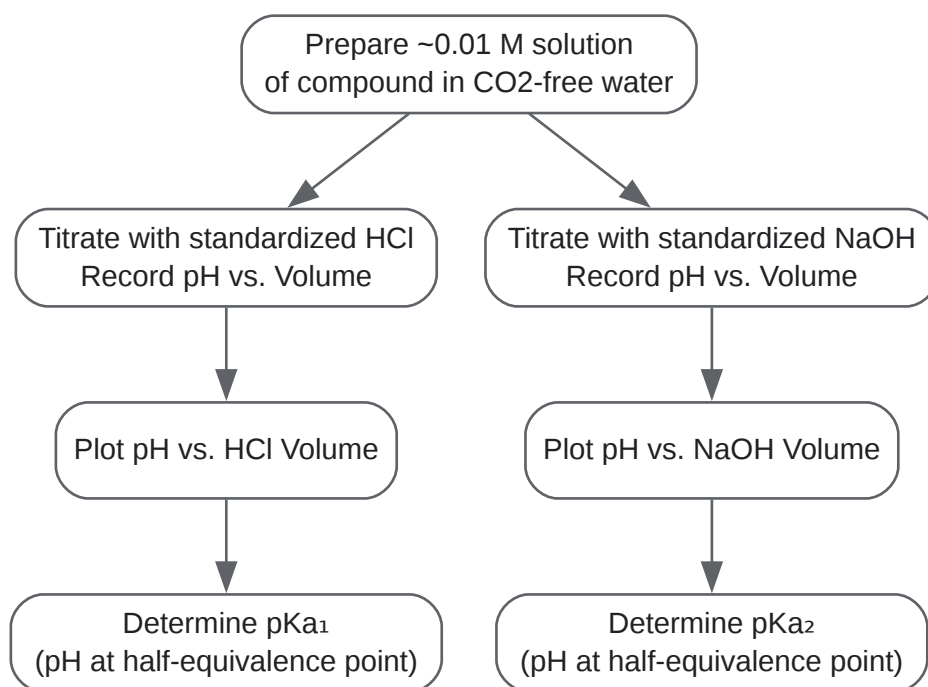 Prepare ~0.01 M solution
of compound in CO2-free water
Titrate with standardized HCl
Record pH vs. Volume
Titrate with standardized NaOH
Record pH vs. Volume
Plot pH vs. HCl Volume
Plot pH vs. NaOH Volume
Determine pKa₁
(pH at half-equivalence point)
Determine pKa₂
(pH at half-equivalence point)